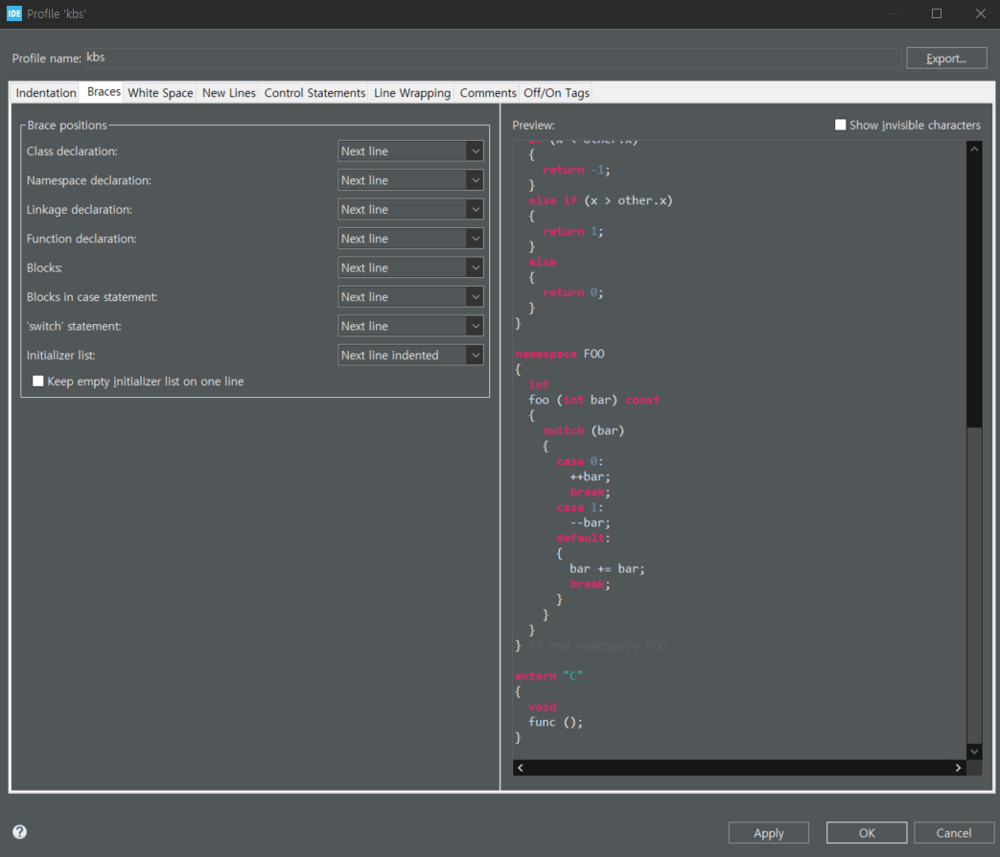 IDE Profile 'kbs'
Profile name: kbs Export...
Indentation Braces White Space New Lines Control Statements Line Wrapping Comments Off/On Tags
Brace positions
Class declaration: Next line
Namespace declaration: Next line
Linkage declaration: Next line
Function declaration: Next line
Blocks: Next line
Blocks in case statement: Next line
'switch' statement: Next line
Initializer list: Next line indented
Keep empty initializer list on one line
Preview: Show invisible characters
if (x < other.x)
{
return -1;
}
else if (x > other.x)
{
return 1;
}
else
{
return 0;
}
}
namespace FOO
{
int
foo (int bar) const
{
switch (bar)
{
case 0:
++bar;
break;
case 1:
--bar;
default:
{
bar += bar;
break;
}
}
}
} // end namespace FOO
extern "C"
{
void
func ();
}
Apply OK Cancel